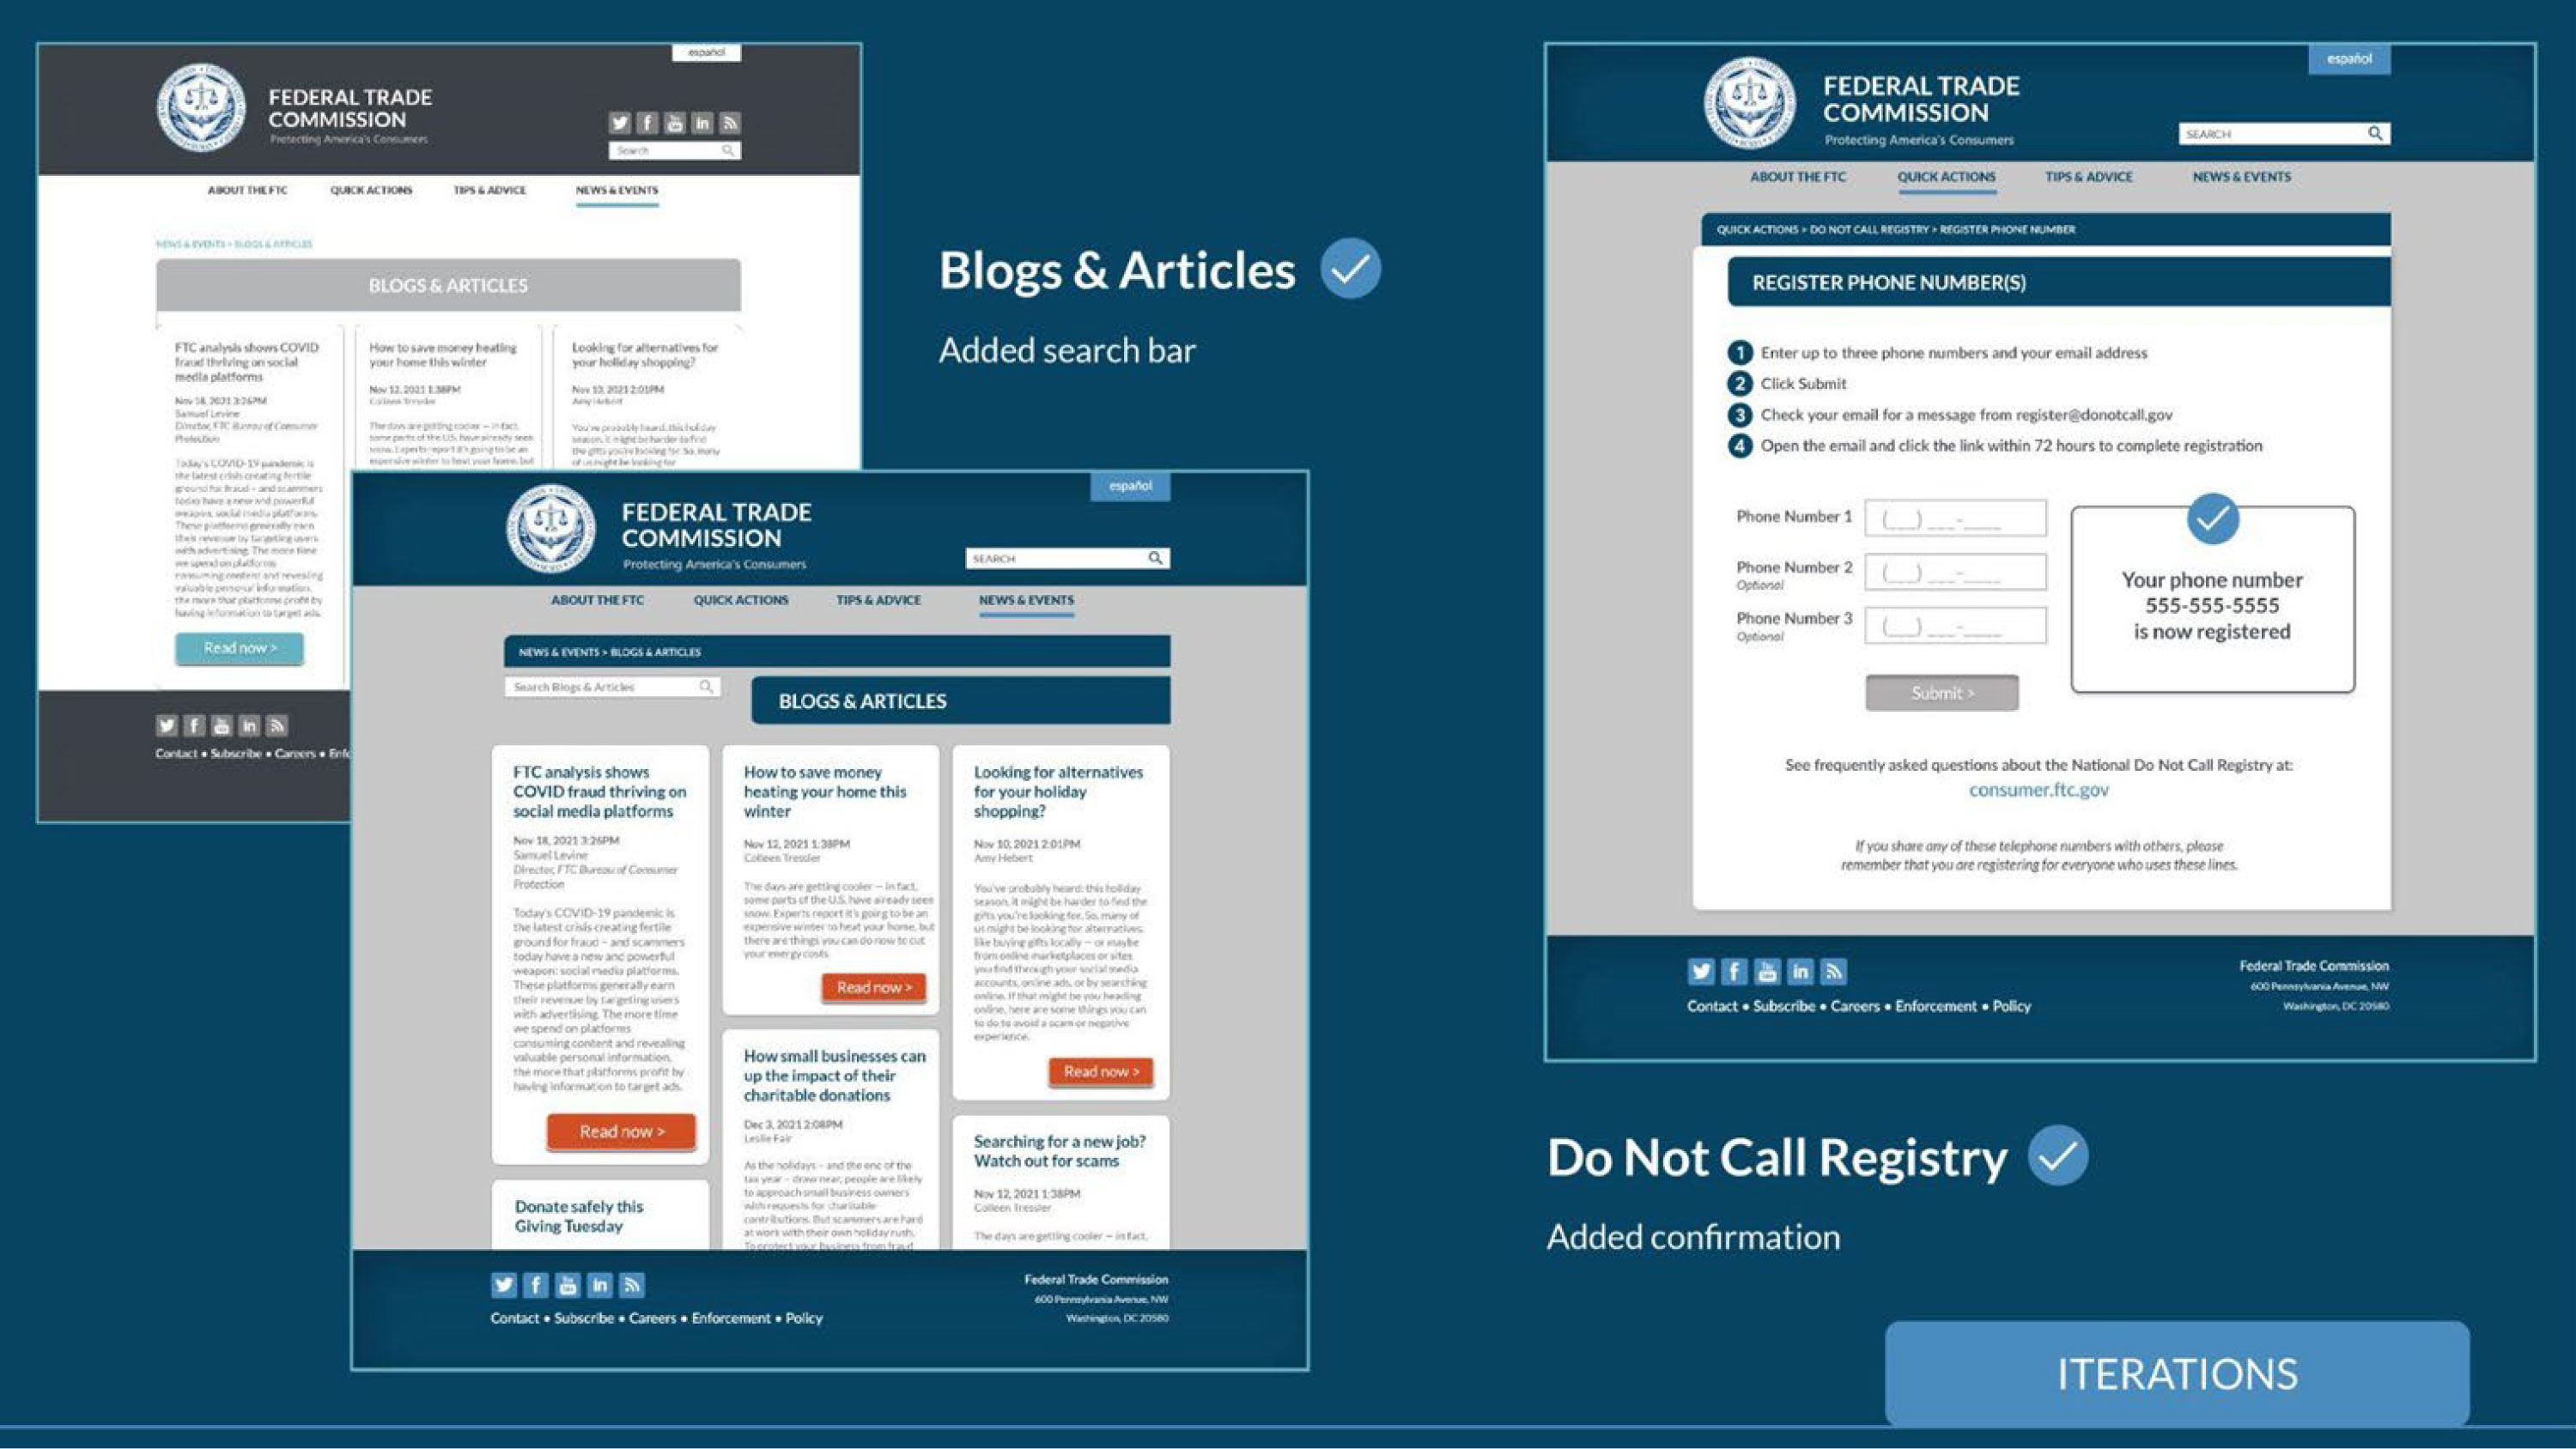 español
FEDERAL TRADE
COMMISSION
Protecting America's Consumers
Search
ABOUT THE FTC QUICK ACTIONS TIPS & ADVICE NEWS & EVENTS
NEWS & EVENTS > BLOGS & ARTICLES
BLOGS & ARTICLES
FTC analysis shows COVID
fraud thriving on social
media platforms
Nov 18, 2021 3:26PM
Samuel Levine
Director, FTC Bureau of Consumer
Protection
Today's COVID-19 pandemic is
the latest crisis creating fertile
ground for fraud – and scammers
today have a new and powerful
weapon: social media platforms.
These platforms generally earn
their revenue by targeting users
with advertising. The more time
we spend on platforms
consuming content and revealing
valuable personal information,
the more that platforms profit by
having information to target ads.
Read now >
How to save money heating
your home this winter
Nov 12, 2021 1:38PM
Colleen Tressler
The days are getting cooler — in fact,
some parts of the U.S. have already seen
snow. Experts report it's going to be an
expensive winter to heat your home, but
Looking for alternatives for
your holiday shopping?
Nov 10, 2021 2:01PM
Amy Hebert
You've probably heard: this holiday
season, it might be harder to find
the gifts you're looking for. So, many
of us might be looking for
You Tube
Contact • Subscribe • Careers • Enfo
Blogs & Articles
Added search bar
español
FEDERAL TRADE
COMMISSION
Protecting America's Consumers
SEARCH
ABOUT THE FTC QUICK ACTIONS TIPS & ADVICE NEWS & EVENTS
NEWS & EVENTS > BLOGS & ARTICLES
Search Blogs & Articles
BLOGS & ARTICLES
FTC analysis shows
COVID fraud thriving on
social media platforms
Nov 18, 2021 3:26PM
Samuel Levine
Director, FTC Bureau of Consumer
Protection
Today's COVID-19 pandemic is
the latest crisis creating fertile
ground for fraud – and scammers
today have a new and powerful
weapon: social media platforms.
These platforms generally earn
their revenue by targeting users
with advertising. The more time
we spend on platforms
consuming content and revealing
valuable personal information,
the more that platforms profit by
having information to target ads.
Read now >
Donate safely this
Giving Tuesday
How to save money
heating your home this
winter
Nov 12, 2021 1:38PM
Colleen Tressler
The days are getting cooler — in fact,
some parts of the U.S. have already seen
snow. Experts report it's going to be an
expensive winter to heat your home, but
there are things you can do now to cut
your energy costs.
Read now >
How small businesses can
up the impact of their
charitable donations
Dec 3, 2021 2:08PM
Leslie Fair
As the holidays – and the end of the
tax year – draw near, people are likely
to approach small business owners
with requests for charitable
contributions. But scammers are hard
at work with their own holiday rush.
To protect your business from fraud
Looking for alternatives
for your holiday
shopping?
Nov 10, 2021 2:01PM
Amy Hebert
You've probably heard: this holiday
season, it might be harder to find the
gifts you're looking for. So, many of
us might be looking for alternatives,
like buying gifts locally — or maybe
from online marketplaces or sites
you find through your social media
accounts, online ads, or by searching
online. If that might be you heading
online, here are some things you can
to do to avoid a scam or negative
experience.
Read now >
Searching for a new job?
Watch out for scams
Nov 12, 2021 1:38PM
Colleen Tressler
The days are getting cooler — in fact,
You Tube
Contact • Subscribe • Careers • Enforcement • Policy
Federal Trade Commission
600 Pennsylvania Avenue, NW
Washington, DC 20580
español
FEDERAL TRADE
COMMISSION
Protecting America's Consumers
SEARCH
ABOUT THE FTC QUICK ACTIONS TIPS & ADVICE NEWS & EVENTS
QUICK ACTIONS > DO NOT CALL REGISTRY > REGISTER PHONE NUMBER
REGISTER PHONE NUMBER(S)
1 Enter up to three phone numbers and your email address
2 Click Submit
3 Check your email for a message from register@donotcall.gov
4 Open the email and click the link within 72 hours to complete registration
Phone Number 1 (__) ___-____
Phone Number 2 (__) ___-____
Optional
Phone Number 3 (__) ___-____
Optional
Submit >
Your phone number
555-555-5555
is now registered
See frequently asked questions about the National Do Not Call Registry at:
consumer.ftc.gov
If you share any of these telephone numbers with others, please
remember that you are registering for everyone who uses these lines.
You Tube
Contact • Subscribe • Careers • Enforcement • Policy
Federal Trade Commission
600 Pennsylvania Avenue, NW
Washington, DC 20580
Do Not Call Registry
Added confirmation
ITERATIONS